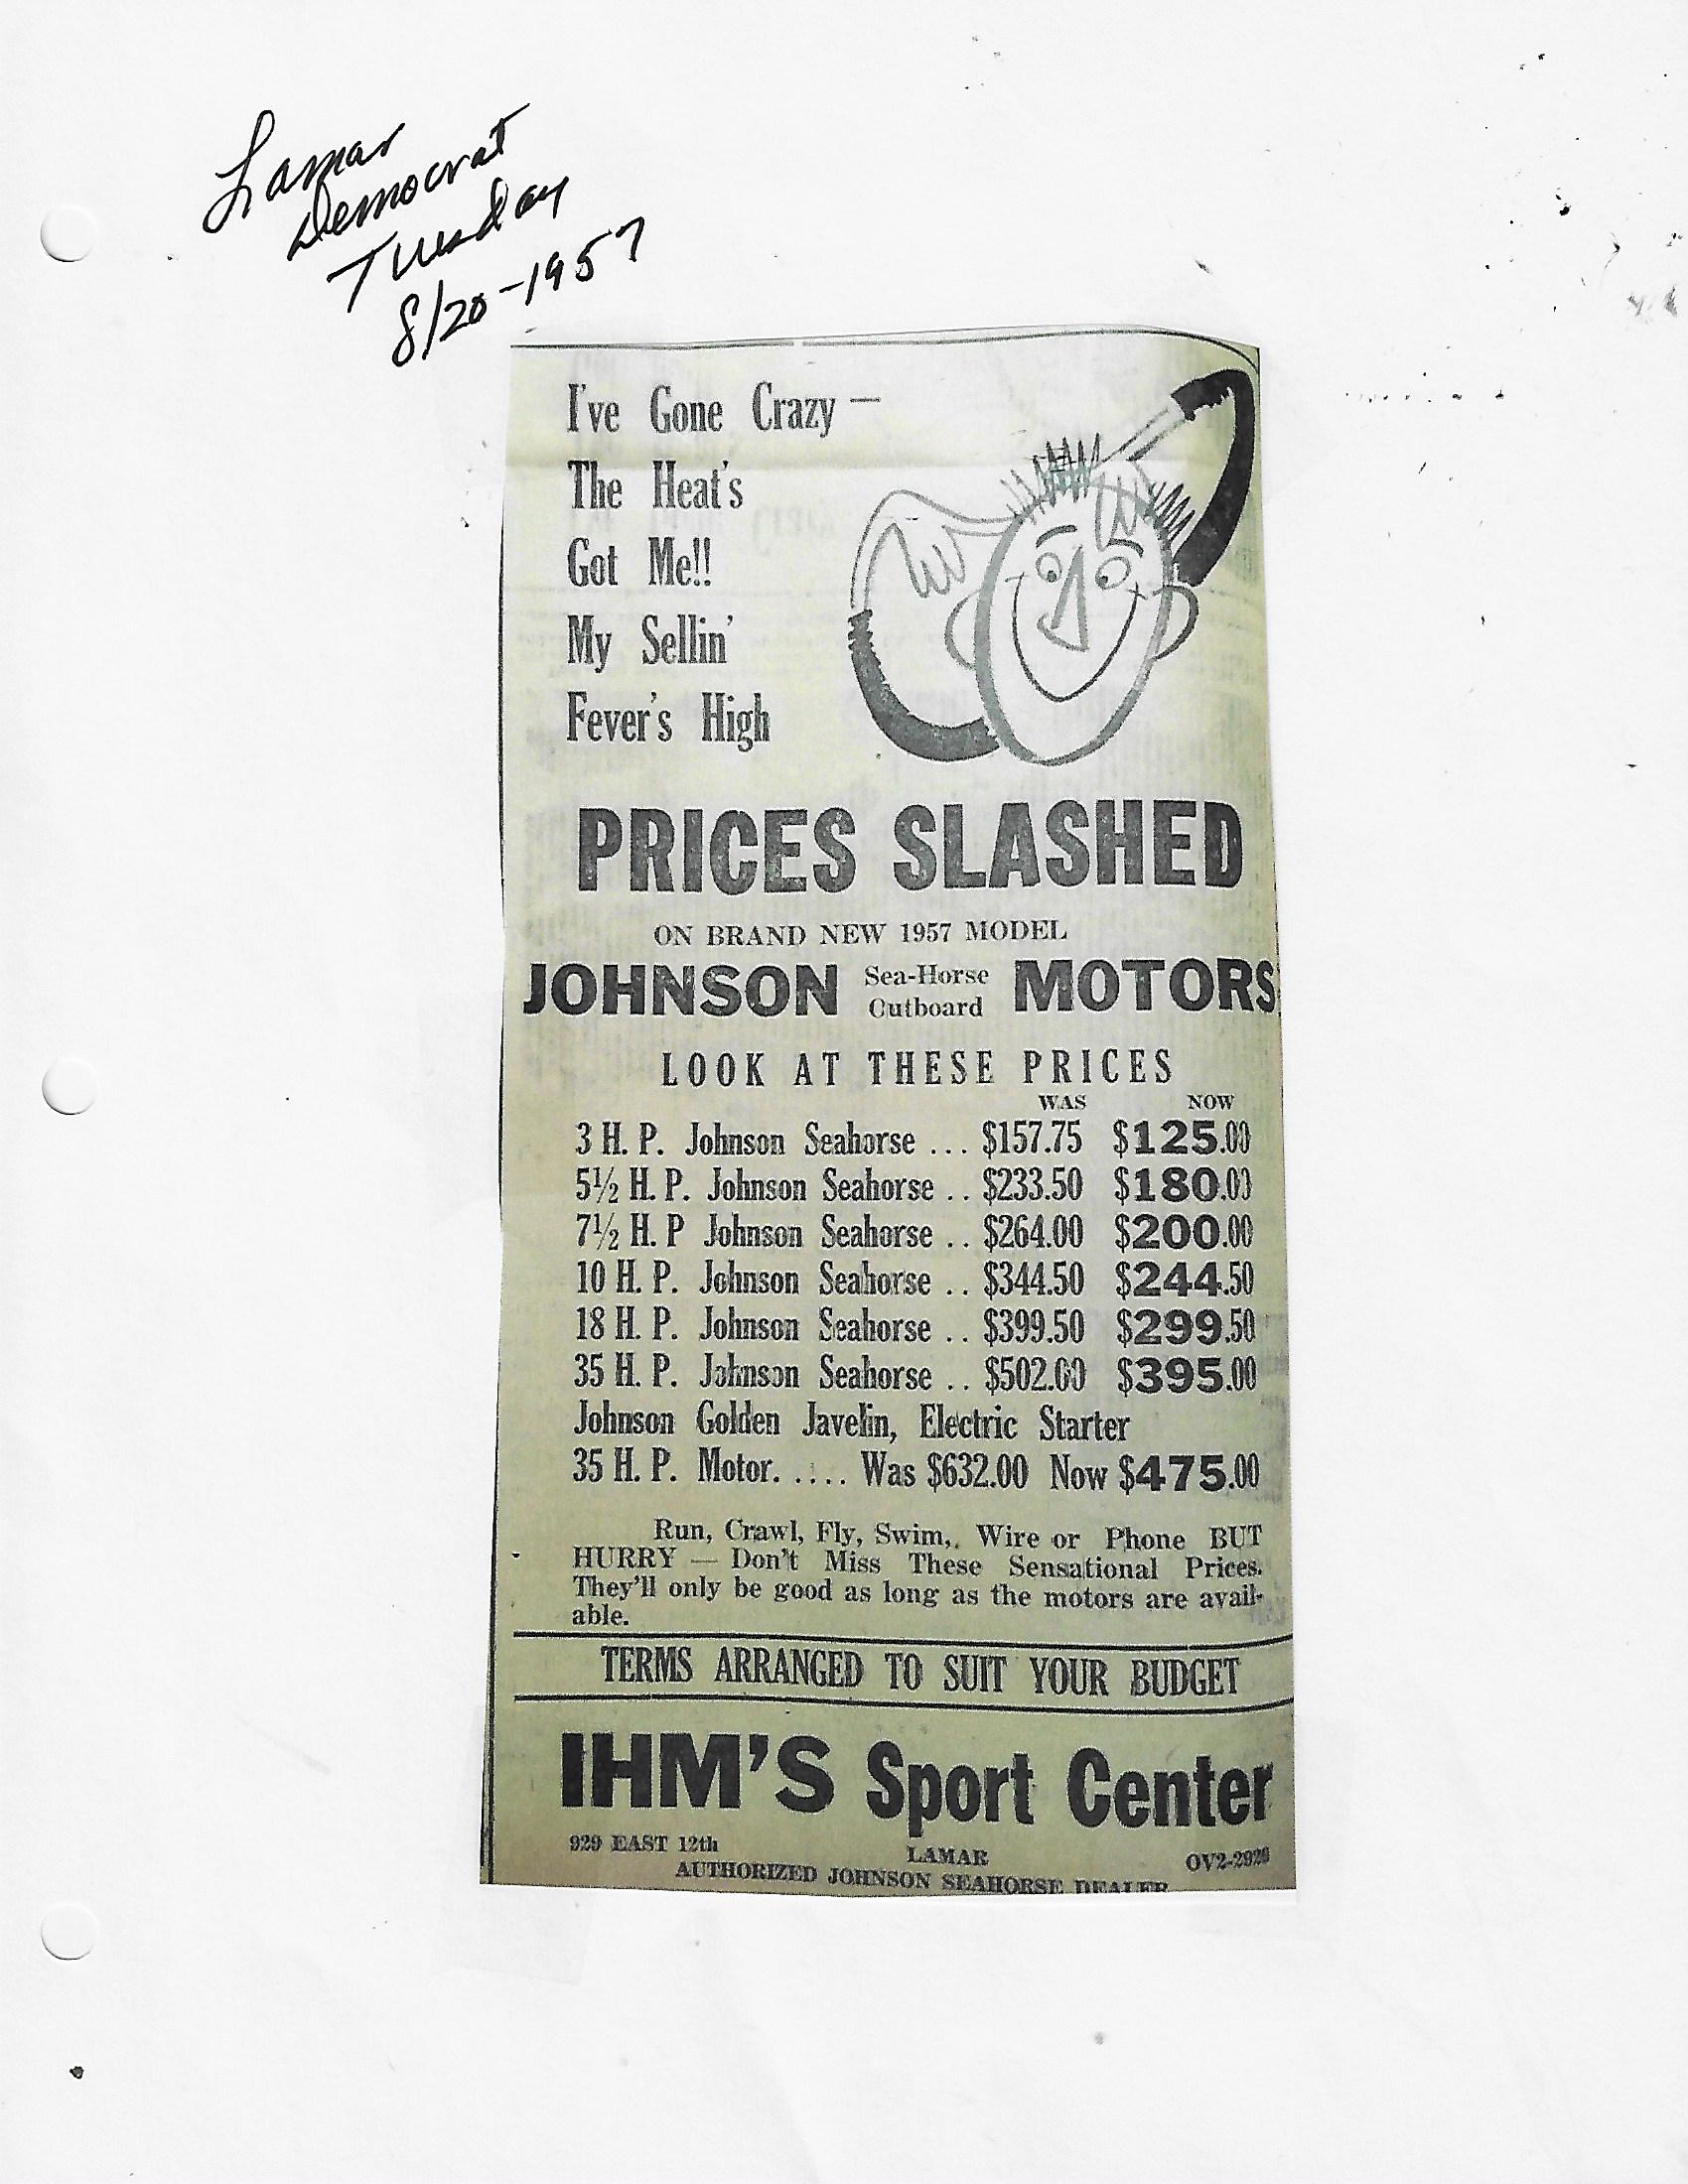 Lamar
Democrat
Tuesday
8/20-1957
I've Gone Crazy —
The Heat's
Got Me!!
My Sellin'
Fever's High
PRICES SLASHED
ON BRAND NEW 1957 MODEL
JOHNSON Sea-Horse Outboard MOTORS
LOOK AT THESE PRICES
WAS NOW
3 H. P. Johnson Seahorse ... $157.75 $125.00
5½ H. P. Johnson Seahorse .. $233.50 $180.00
7½ H. P Johnson Seahorse .. $264.00 $200.00
10 H. P. Johnson Seahorse .. $344.50 $244.50
18 H. P. Johnson Seahorse .. $399.50 $299.50
35 H. P. Johnson Seahorse .. $502.00 $395.00
Johnson Golden Javelin, Electric Starter
35 H. P. Motor. .... Was $632.00 Now $475.00
Run, Crawl, Fly, Swim,. Wire or Phone BUT
HURRY — Don't Miss These Sensational Prices.
They'll only be good as long as the motors are avail-
able.
TERMS ARRANGED TO SUIT YOUR BUDGET
IHM'S Sport Center
929 EAST 12th LAMAR
AUTHORIZED JOHNSON SEAHORSE DEALER